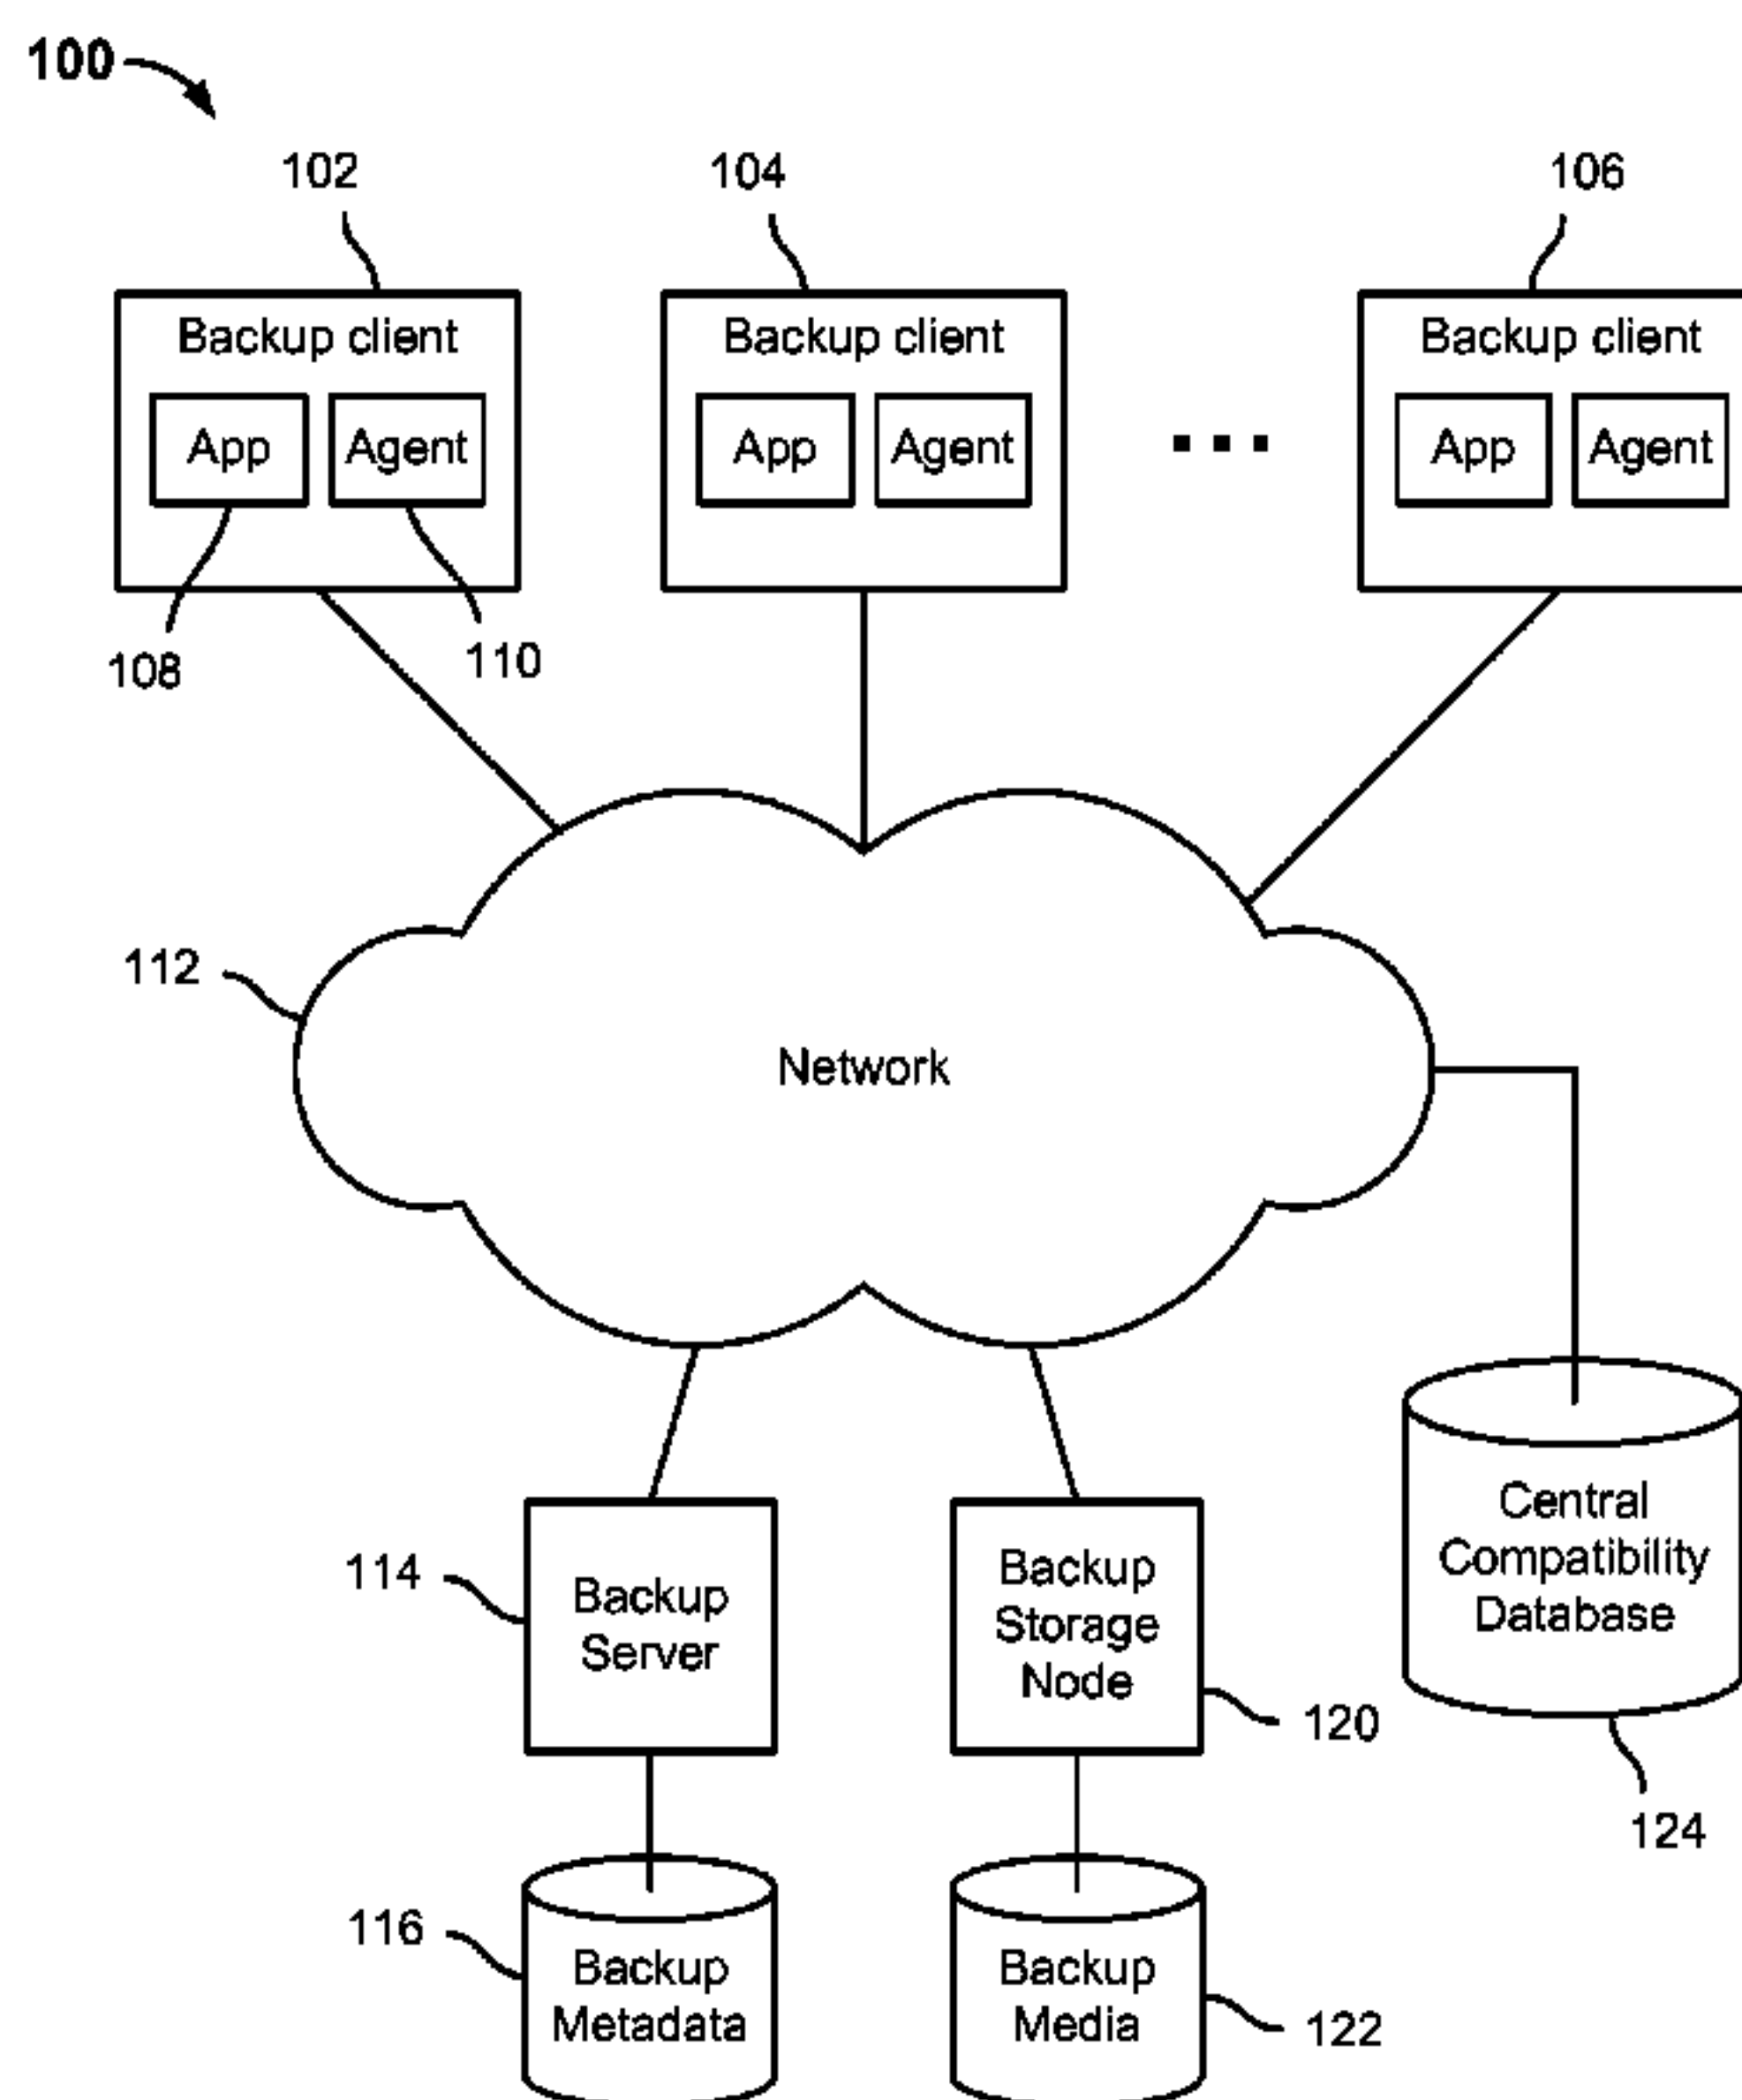 100
102
104
106
Backup client
Backup client
Backup client
App
Agent
App
Agent
App
Agent
108
110
112
Network
114
Backup
Server
Backup
Storage
Node
120
Central
Compatibility
Database
124
116
Backup
Metadata
Backup
Media
122